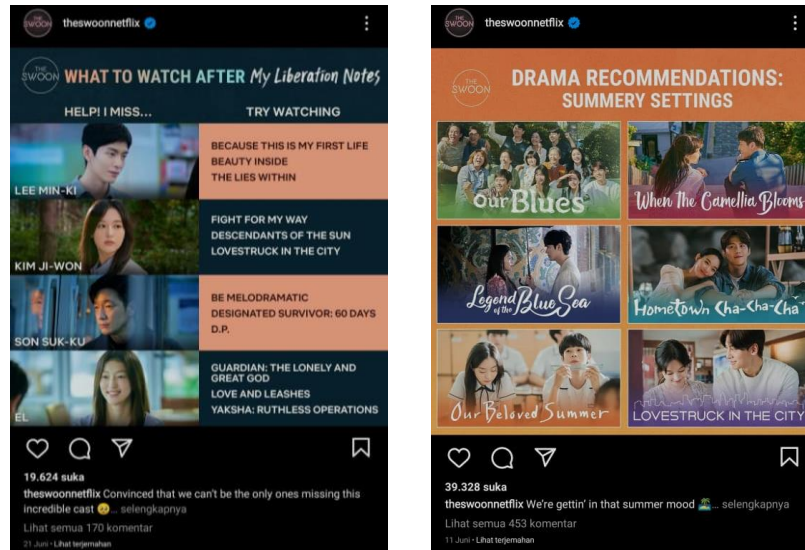 THE SWOON
theswoonnetflix
THE SWOON
WHAT TO WATCH AFTER My Liberation Notes
HELP! I MISS...
TRY WATCHING
LEE MIN-KI
BECAUSE THIS IS MY FIRST LIFE
BEAUTY INSIDE
THE LIES WITHIN
KIM JI-WON
FIGHT FOR MY WAY
DESCENDANTS OF THE SUN
LOVESTRUCK IN THE CITY
SON SUK-KU
BE MELODRAMATIC
DESIGNATED SURVIVOR: 60 DAYS
D.P.
EL
GUARDIAN: THE LONELY AND
GREAT GOD
LOVE AND LEASHES
YAKSHA: RUTHLESS OPERATIONS
19.624 suka
theswoonnetflix Convinced that we can't be the only ones missing this
incredible cast 🥺... selengkapnya
Lihat semua 170 komentar
21 Juni • Lihat terjemahan
THE SWOON
theswoonnetflix
THE SWOON
DRAMA RECOMMENDATIONS:
SUMMERY SETTINGS
Our Blues
When the Camellia Blooms
Legend of the Blue Sea
Hometown Cha-Cha-Cha
Our Beloved Summer
LOVESTRUCK IN THE CITY
39.328 suka
theswoonnetflix We're gettin' in that summer mood 🏝️... selengkapnya
Lihat semua 453 komentar
11 Juni • Lihat terjemahan